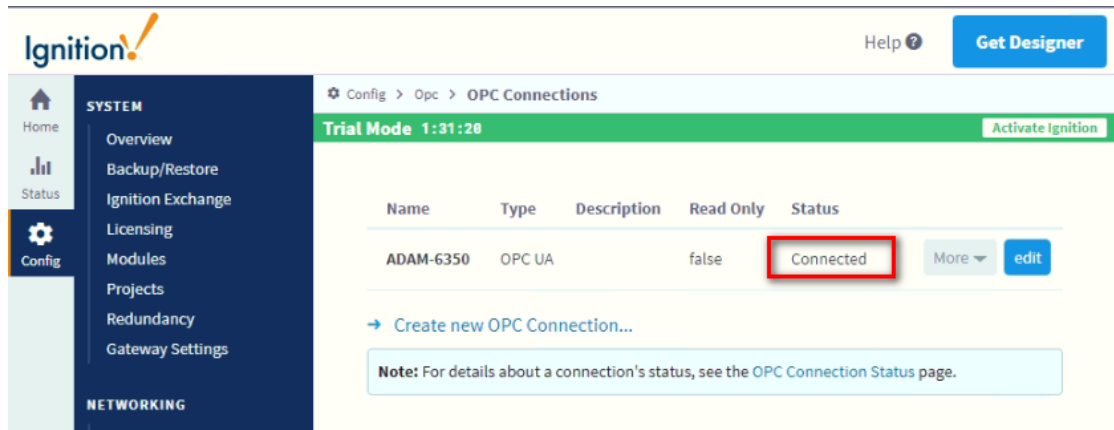 Ignition!
Help ?
Get Designer
Home
Status
Config
SYSTEM
Overview
Backup/Restore
Ignition Exchange
Licensing
Modules
Projects
Redundancy
Gateway Settings
NETWORKING
Config > Opc > OPC Connections
Trial Mode 1:31:20
Activate Ignition
Name Type Description Read Only Status
ADAM-6350 OPC UA false Connected More edit
→ Create new OPC Connection...
Note: For details about a connection's status, see the OPC Connection Status page.